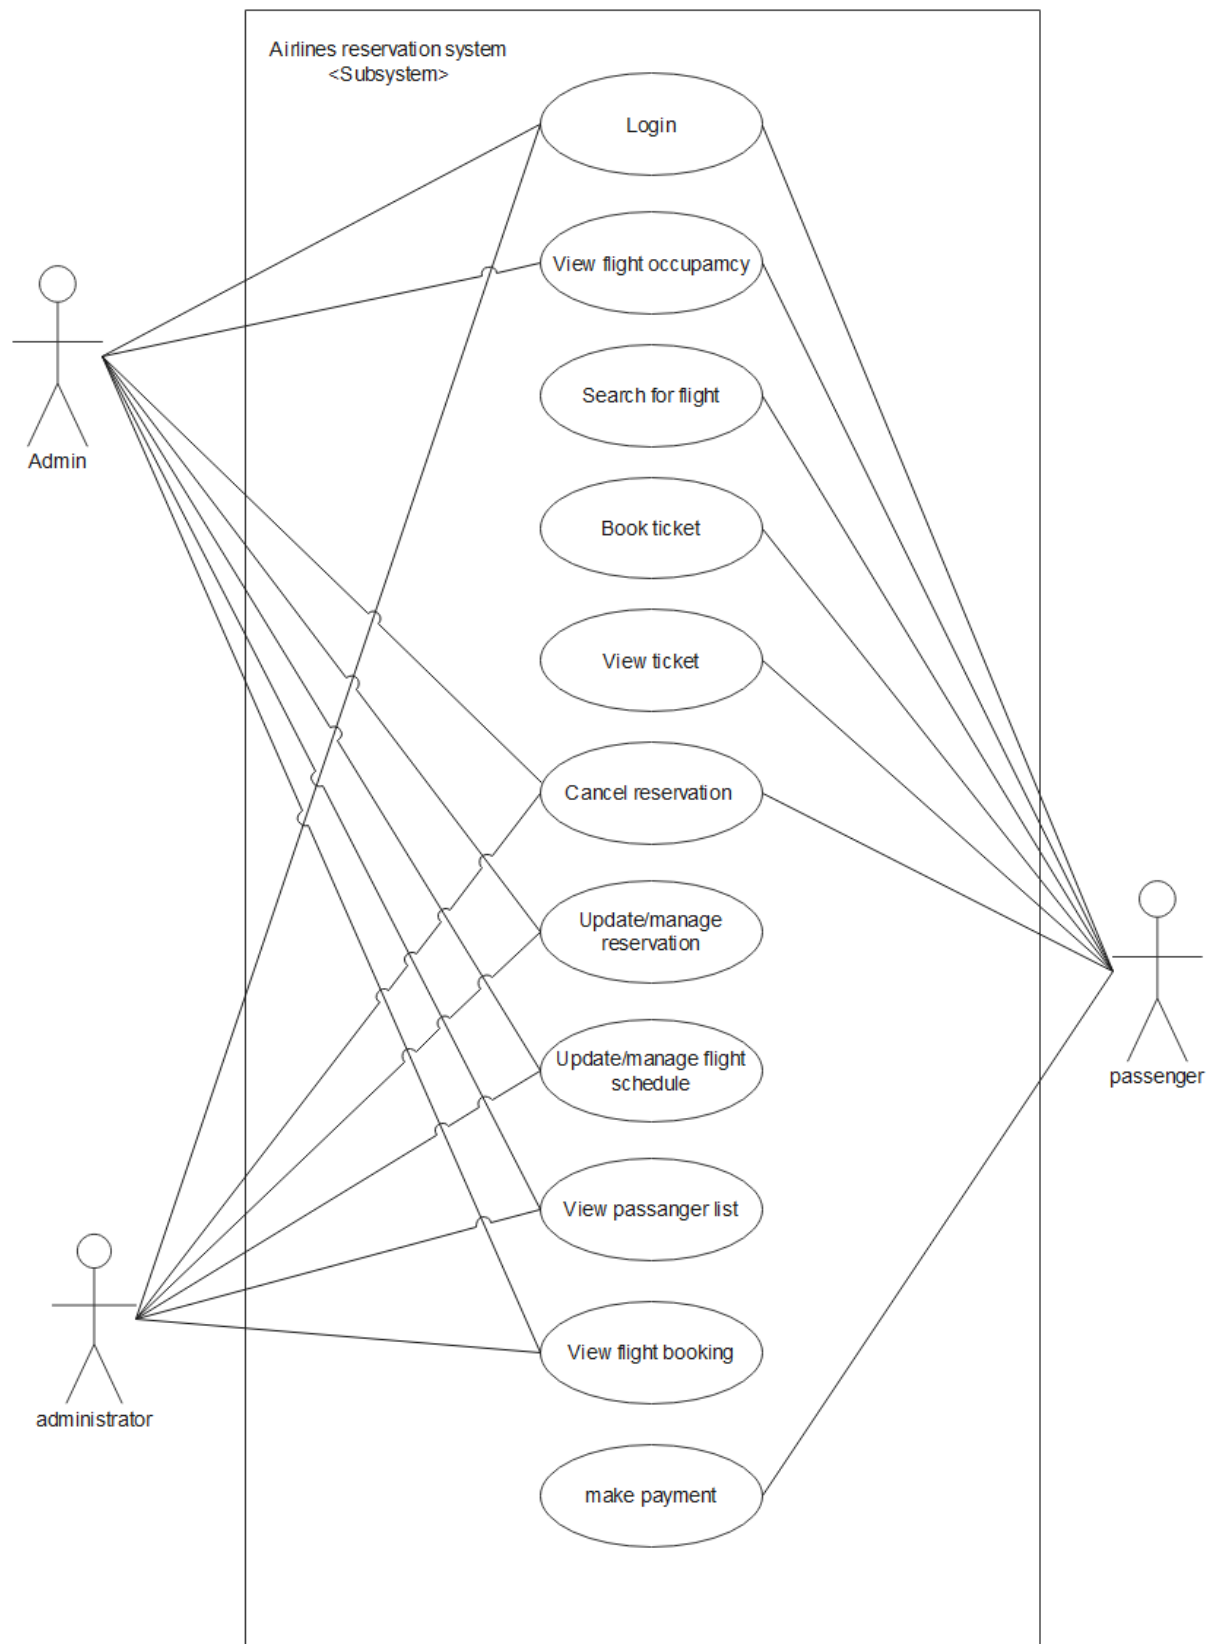 Airlines reservation system
<Subsystem>
Login
View flight occupamcy
Search for flight
Admin
Book ticket
View ticket
Cancel reservation
Update/manage
reservation
Update/manage flight
schedule
passenger
View passanger list
View flight booking
administrator
make payment